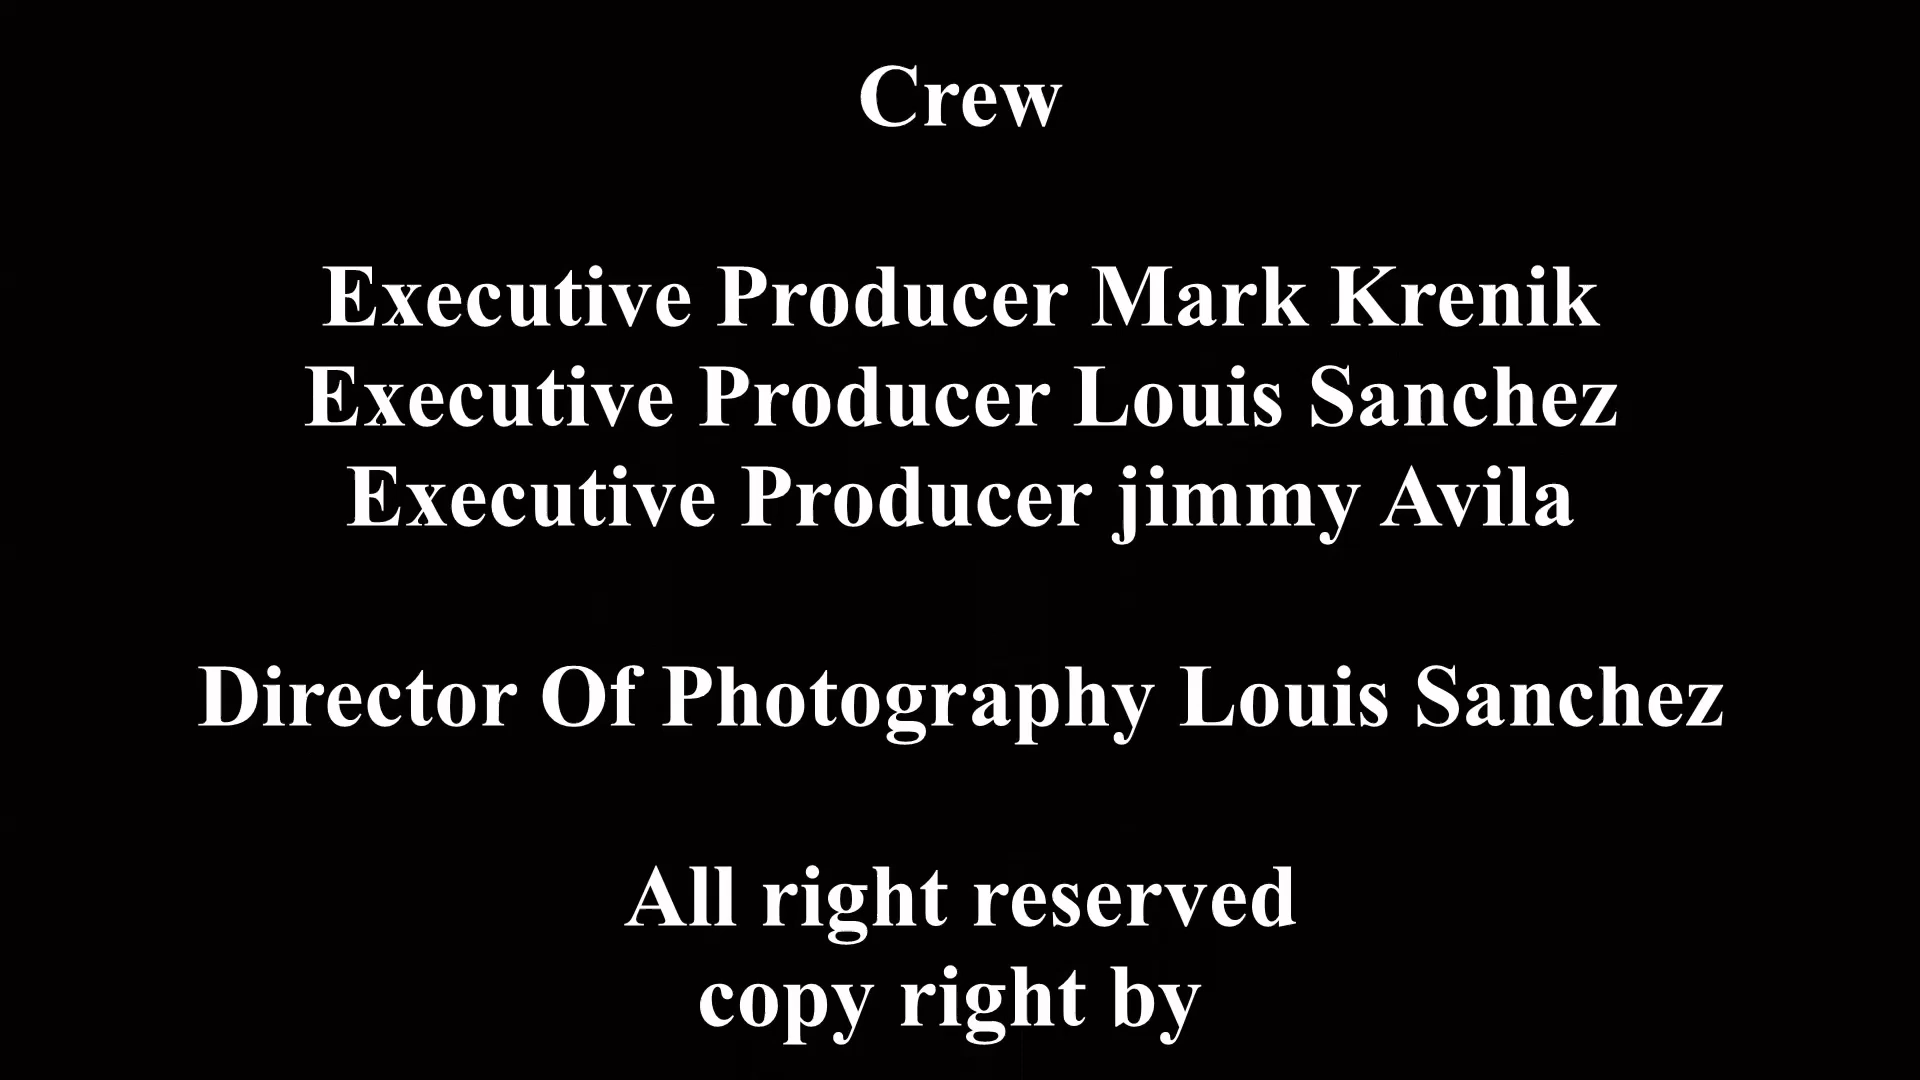 Crew
Executive Producer Mark Krenik
Executive Producer Louis Sanchez
Executive Producer jimmy Avila
Director Of Photography Louis Sanchez
All right reserved
copy right by